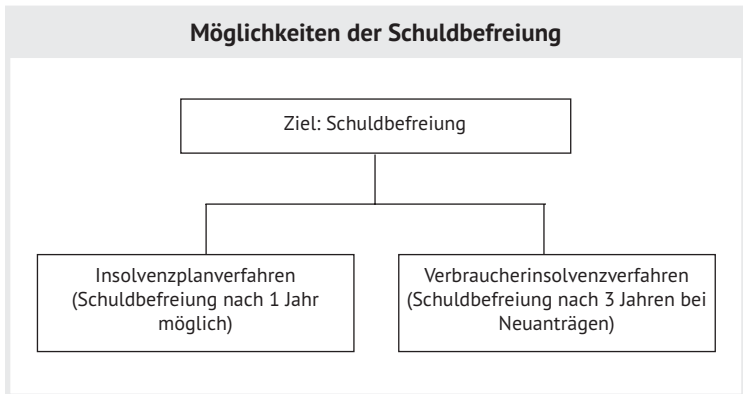 Möglichkeiten der Schuldbefreiung
Ziel: Schuldbefreiung
Insolvenzplanverfahren
(Schuldbefreiung nach 1 Jahr
möglich)
Verbraucherinsolvenzverfahren
(Schuldbefreiung nach 3 Jahren bei
Neuanträgen)